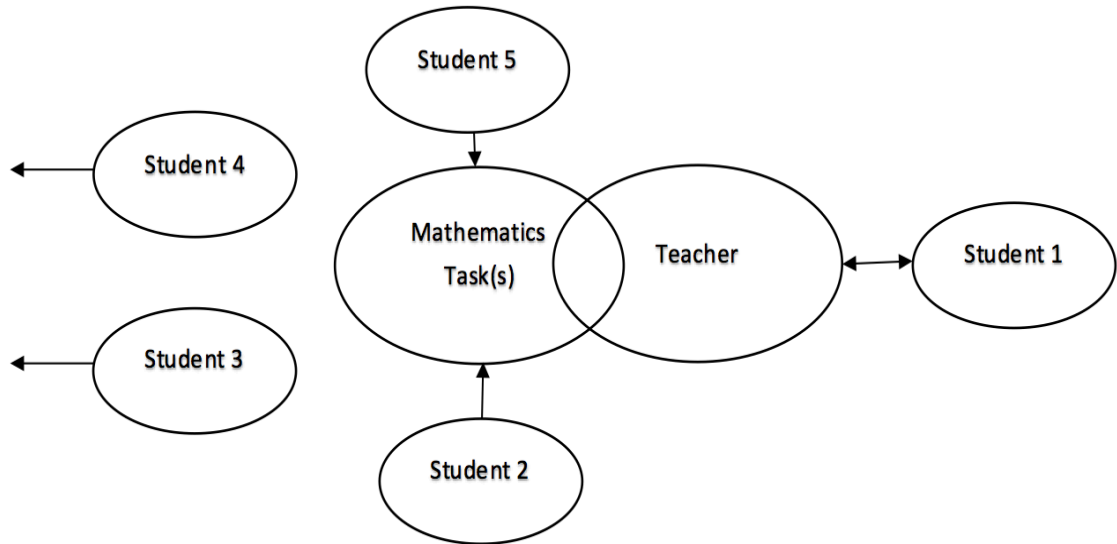 Student 5
Student 4
Mathematics
Task(s)
Teacher
Student 1
Student 3
Student 2